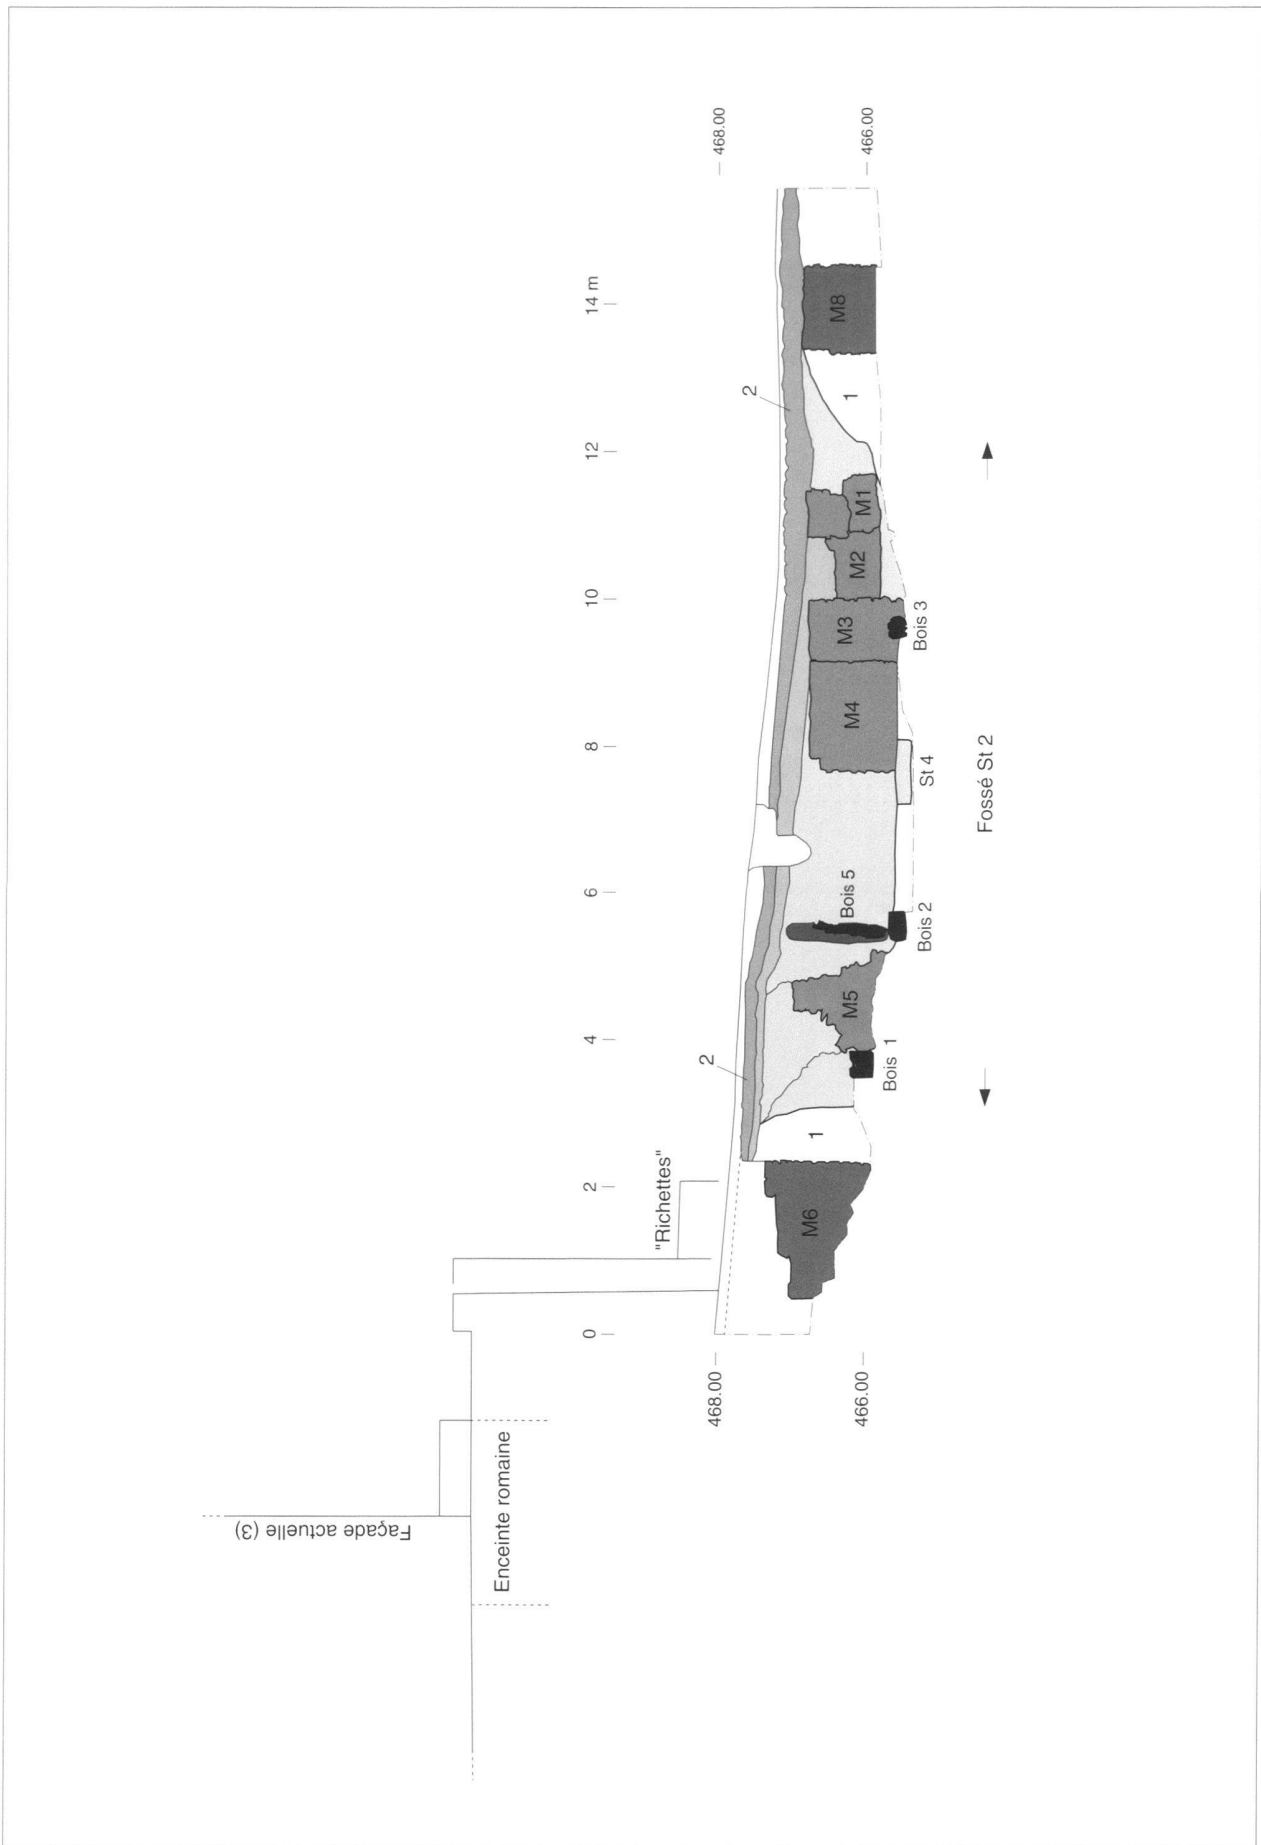 Façade actuelle (3)
Enceinte romaine
"Richettes"
0
2
4
6
8
10
12
14 m
468.00
466.00
468.00
466.00
2
2
M6
1
M5
Bois 1
Bois 5
Bois 2
St 4
M4
M3
Bois 3
M2
M1
1
M8
Fossé St 2